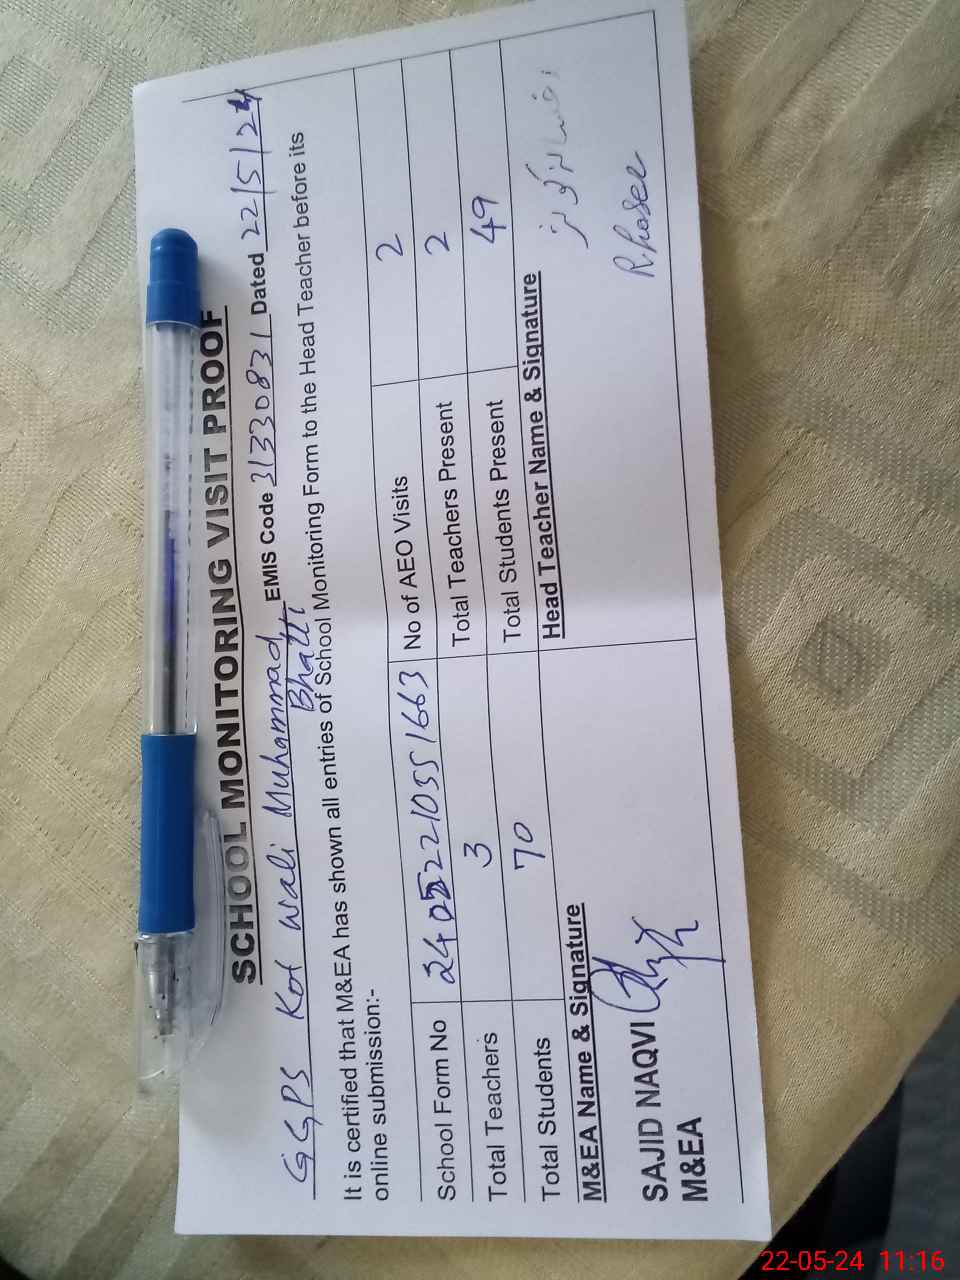 SCHOOL MONITORING VISIT PROOF
GGPS Kot Wali Muhammad Bhatti EMIS Code 31330831 Dated 22/5/24
It is certified that M&EA has shown all entries of School Monitoring Form to the Head Teacher before its
online submission:-
School Form No 2405221055 1663 No of AEO Visits 2
Total Teachers 3 Total Teachers Present 2
Total Students 70 Total Students Present 49
M&EA Name & Signature Head Teacher Name & Signature
SAJID NAQVI
M&EA
22-05-24 11:16